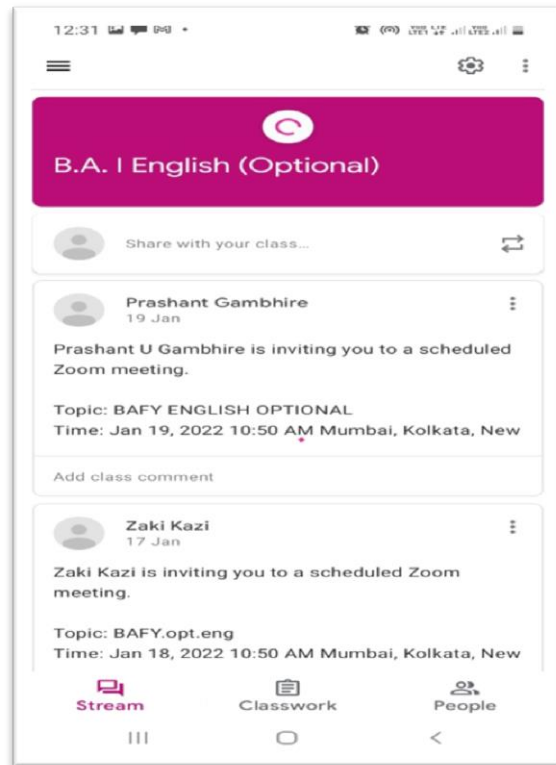 12:31
B.A. I English (Optional)
Share with your class...
Prashant Gambhire
19 Jan
Prashant U Gambhire is inviting you to a scheduled
Zoom meeting.
Topic: BAFY ENGLISH OPTIONAL
Time: Jan 19, 2022 10:50 AM Mumbai, Kolkata, New
Add class comment
Zaki Kazi
17 Jan
Zaki Kazi is inviting you to a scheduled Zoom
meeting.
Topic: BAFY.opt.eng
Time: Jan 18, 2022 10:50 AM Mumbai, Kolkata, New
Stream Classwork People